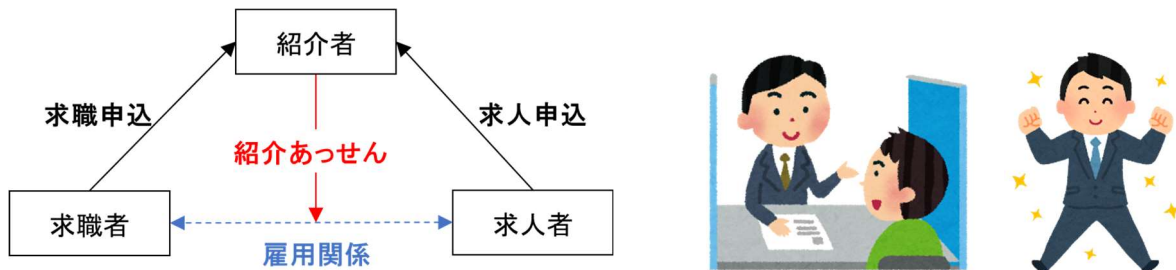 紹介者
求職申込
求人申込
紹介あっせん
求職者
求人者
雇用関係